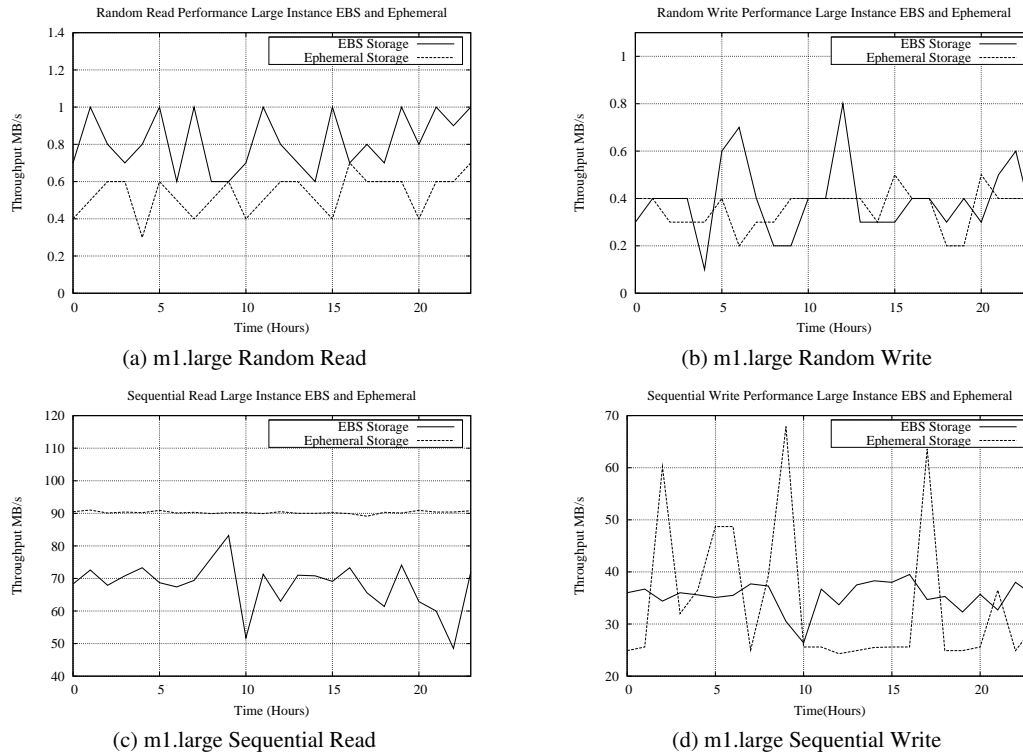 Random Read Performance Large Instance EBS and Ephemeral
EBS Storage
Ephemeral Storage
Throughput MB/s
1.4
1.2
1
0.8
0.6
0.4
0.2
0
0 5 10 15 20
Time (Hours)
(a) m1.large Random Read
Random Write Performance Large Instance EBS and Ephemeral
EBS Storage
Ephemeral Storage
Throughput MB/s
1
0.8
0.6
0.4
0.2
0
0 5 10 15 20
Time (Hours)
(b) m1.large Random Write
Sequential Read Large Instance EBS and Ephemeral
EBS Storage
Ephemeral Storage
Throughput MB/s
120
110
100
90
80
70
60
50
40
0 5 10 15 20
Time (Hours)
(c) m1.large Sequential Read
Sequential Write Performance Large Instance EBS and Ephemeral
EBS Storage
Ephemeral Storage
Throughput MB/s
70
60
50
40
30
20
0 5 10 15 20
Time(Hours)
(d) m1.large Sequential Write